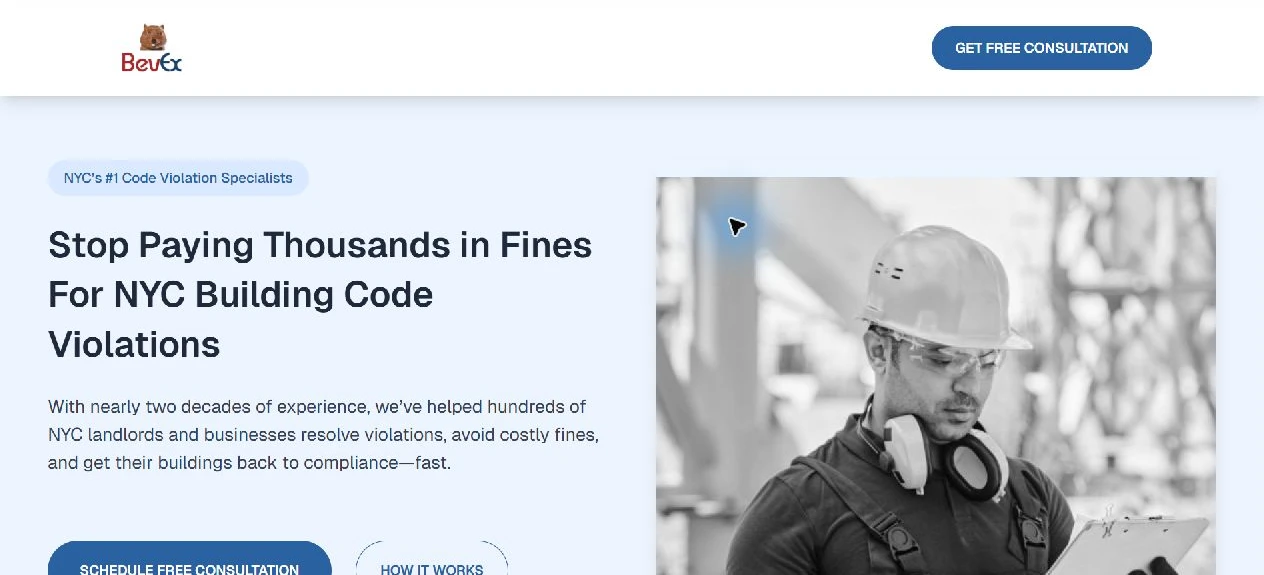 BevEx
GET FREE CONSULTATION
NYC's #1 Code Violation Specialists
Stop Paying Thousands in Fines
For NYC Building Code
Violations
With nearly two decades of experience, we've helped hundreds of
NYC landlords and businesses resolve violations, avoid costly fines,
and get their buildings back to compliance—fast.
SCHEDULE FREE CONSULTATION
HOW IT WORKS